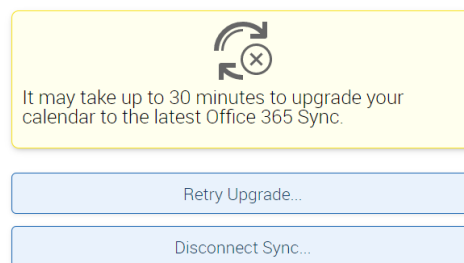 It may take up to 30 minutes to upgrade your
calendar to the latest Office 365 Sync.
Retry Upgrade...
Disconnect Sync...